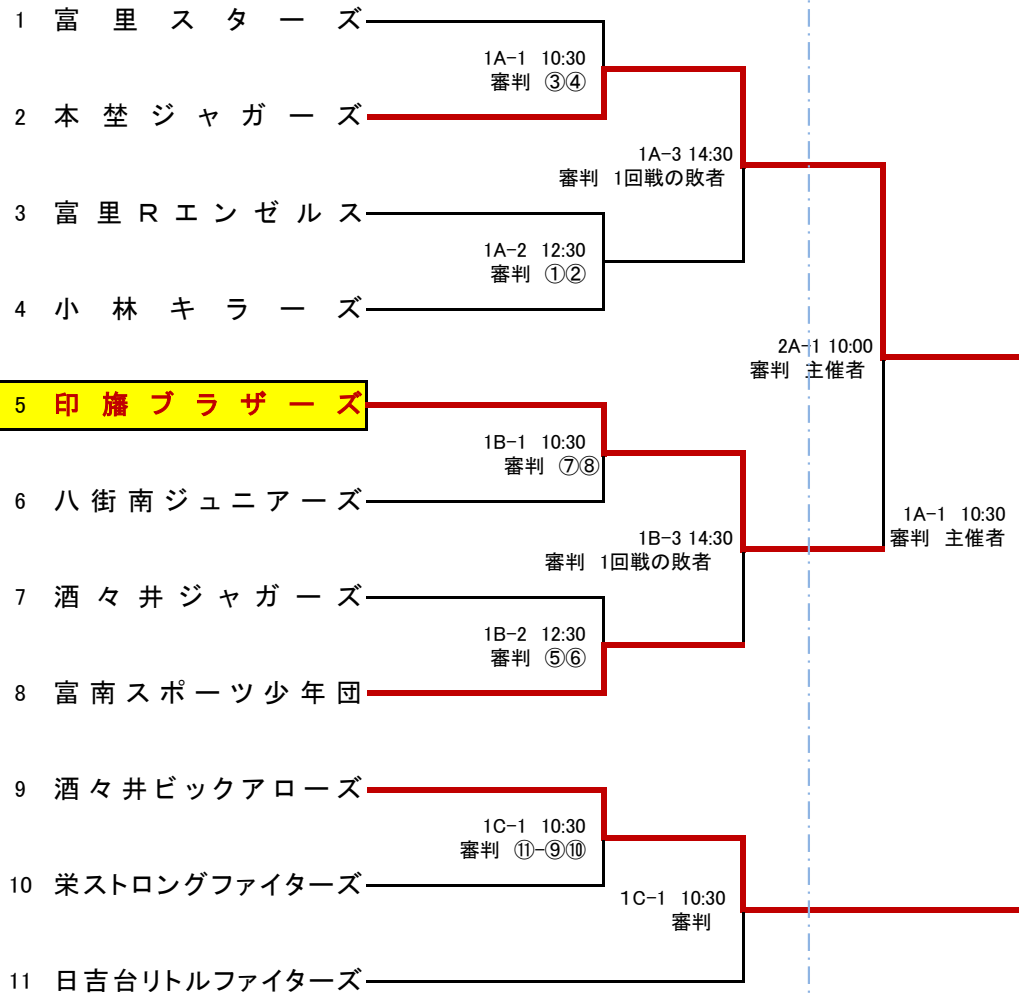 1 富里スターズ
1A-1 10:30
審判 ③④
2 本埜ジャガーズ
1A-3 14:30
審判 1回戦の敗者
3 富里Rエンゼルス
1A-2 12:30
審判 ①②
4 小林キラーズ
2A-1 10:00
審判 主催者
5 印旛ブラザーズ
1B-1 10:30
審判 ⑦⑧
6 八街南ジュニアーズ
1A-1 10:30
審判 主催者
1B-3 14:30
審判 1回戦の敗者
7 酒々井ジャガーズ
1B-2 12:30
審判 ⑤⑥
8 富南スポーツ少年団
9 酒々井ビックアローズ
1C-1 10:30
審判 ⑪-⑨⑩
10 栄ストロングファイターズ
1C-1 10:30
審判
11 日吉台リトルファイターズ